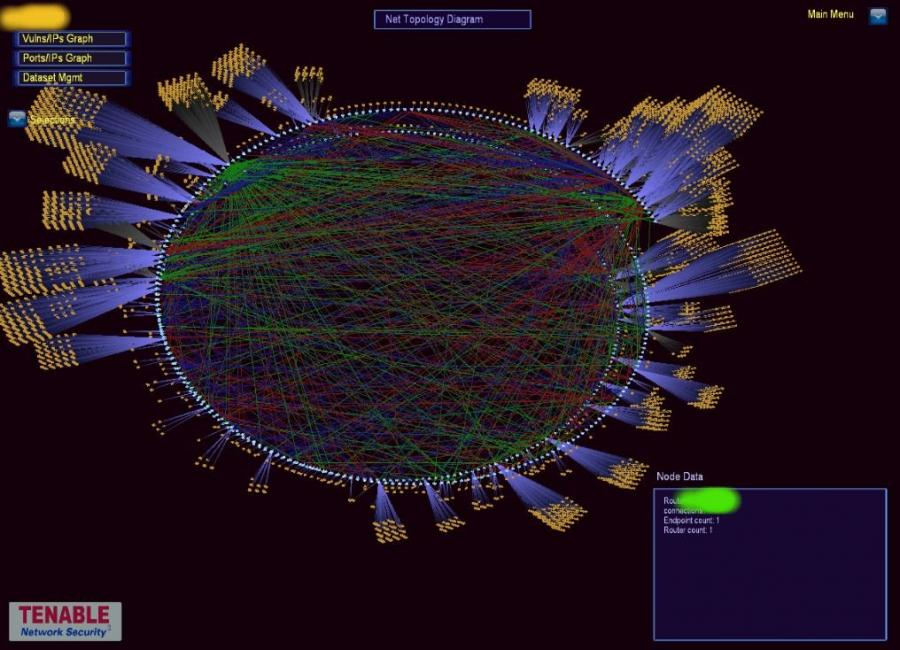 Net Topology Diagram
Main Menu
Vulns/IPs Graph
Ports/IPs Graph
Dataset Mgmt
Selections
Node Data
Endpoint count: 1
Router count: 1
TENABLE
Network Security